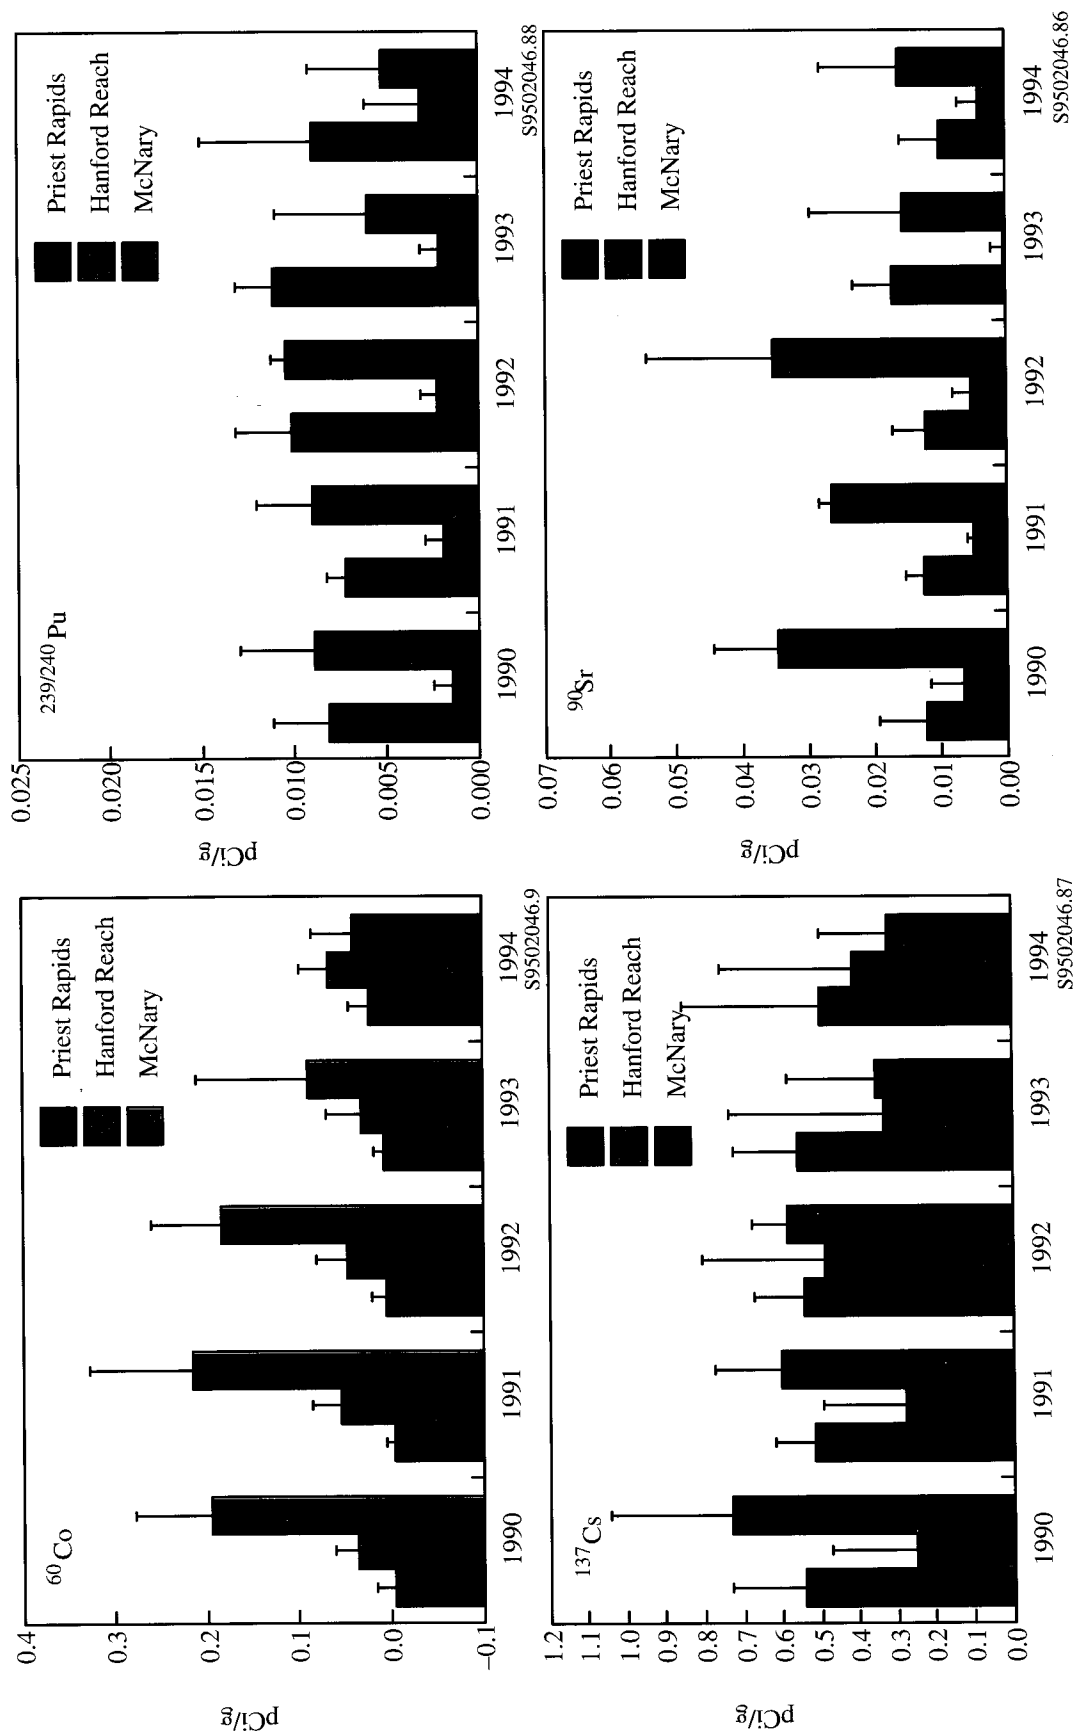 60Co
pCi/g
0.4
0.3
0.2
0.1
0.0
–0.1
Priest Rapids
Hanford Reach
McNary
1990
1991
1992
1993
1994
S9502046.9
239/240Pu
pCi/g
0.025
0.020
0.015
0.010
0.005
0.000
Priest Rapids
Hanford Reach
McNary
1990
1991
1992
1993
1994
S9502046.88
137Cs
pCi/g
1.2
1.1
1.0
0.9
0.8
0.7
0.6
0.5
0.4
0.3
0.2
0.1
0.0
Priest Rapids
Hanford Reach
McNary
1990
1991
1992
1993
1994
S9502046.87
90Sr
pCi/g
0.07
0.06
0.05
0.04
0.03
0.02
0.01
0.00
Priest Rapids
Hanford Reach
McNary
1990
1991
1992
1993
1994
S9502046.86